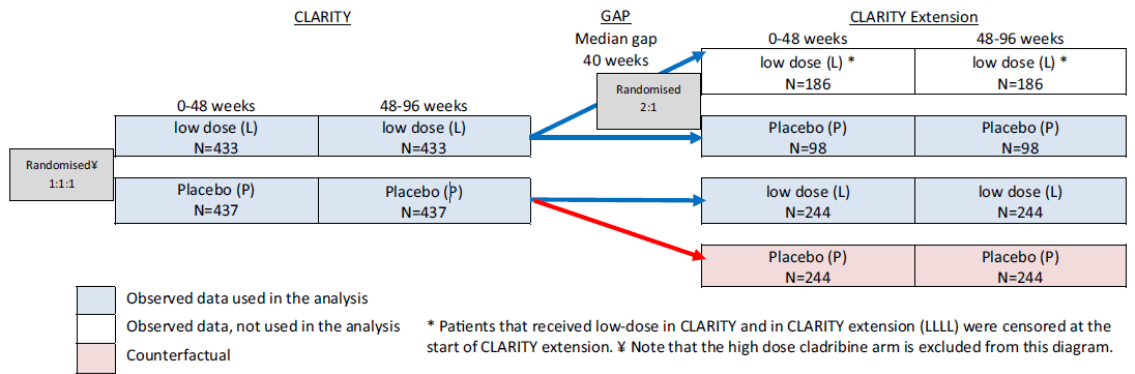 CLARITY
GAP
CLARITY Extension
Median gap
40 weeks
0-48 weeks
48-96 weeks
low dose (L) *
N=186
low dose (L) *
N=186
Randomised
2:1
0-48 weeks
48-96 weeks
low dose (L)
N=433
low dose (L)
N=433
Placebo (P)
N=98
Placebo (P)
N=98
Randomised¥
1:1:1
Placebo (P)
N=437
Placebo (P)
N=437
low dose (L)
N=244
low dose (L)
N=244
Placebo (P)
N=244
Placebo (P)
N=244
Observed data used in the analysis
Observed data, not used in the analysis
Counterfactual
* Patients that received low-dose in CLARITY and in CLARITY extension (LLLL) were censored at the
start of CLARITY extension. ¥ Note that the high dose cladribine arm is excluded from this diagram.